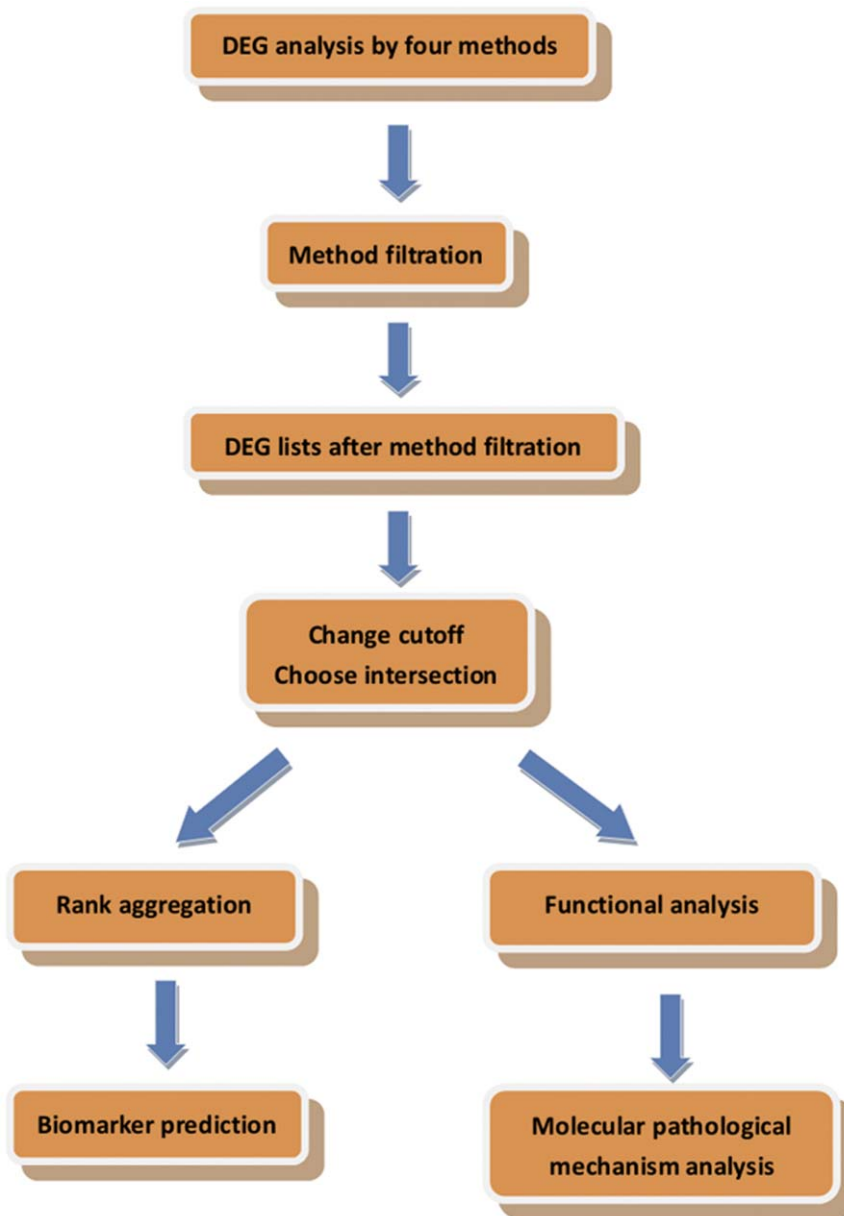 DEG analysis by four methods
Method filtration
DEG lists after method filtration
Change cutoff
Choose intersection
Rank aggregation
Functional analysis
Biomarker prediction
Molecular pathological
mechanism analysis